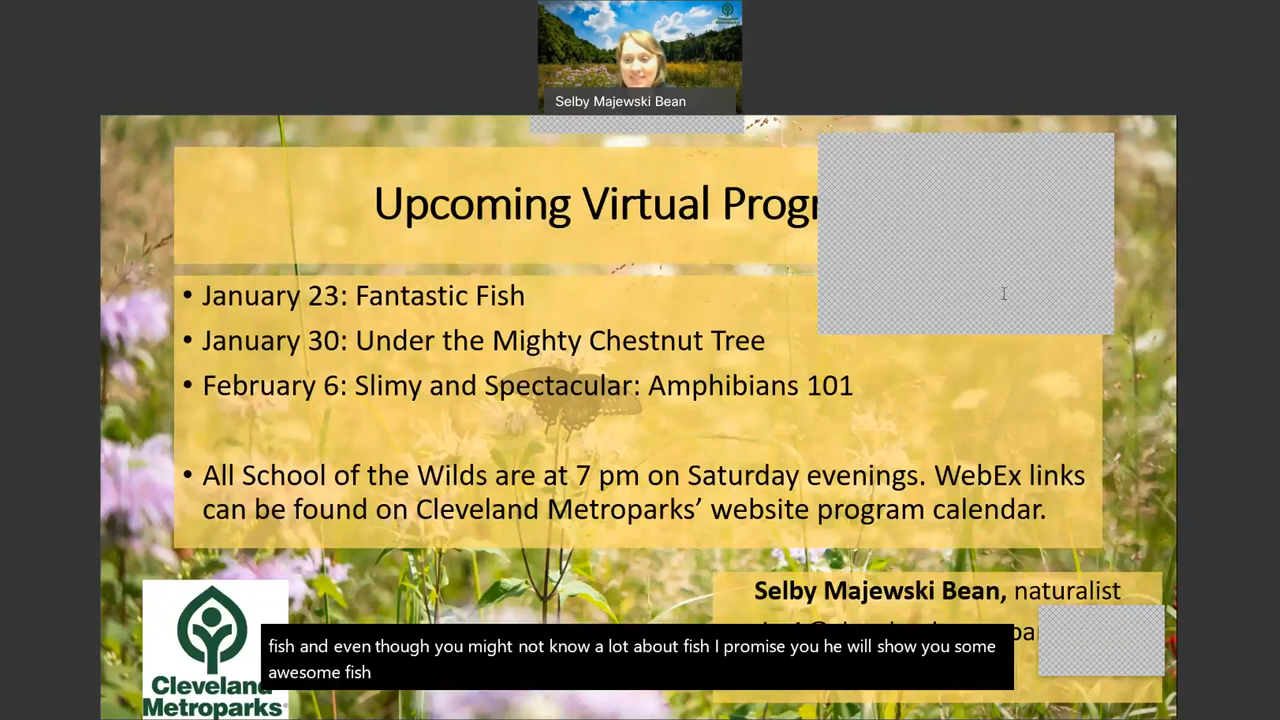 Cleveland
Metroparks
Selby Majewski Bean
Upcoming Virtual
• January 23: Fantastic Fish
• January 30: Under the Mighty Chestnut Tree
• February 6: Slimy and Spectacular: Amphibians 101
• All School of the Wilds are at 7 pm on Saturday evenings. WebEx links
can be found on Cleveland Metroparks’ website program calendar.
Selby Majewski Bean, naturalist
fish and even though you might not know a lot about fish I promise you he will show you some
awesome fish
Cleveland
Metroparks